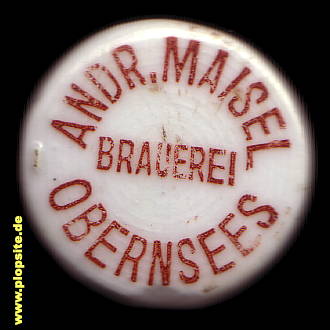 ANDR. MAISEL
BRAUEREI
OBERNSEES
www.plopsite.de